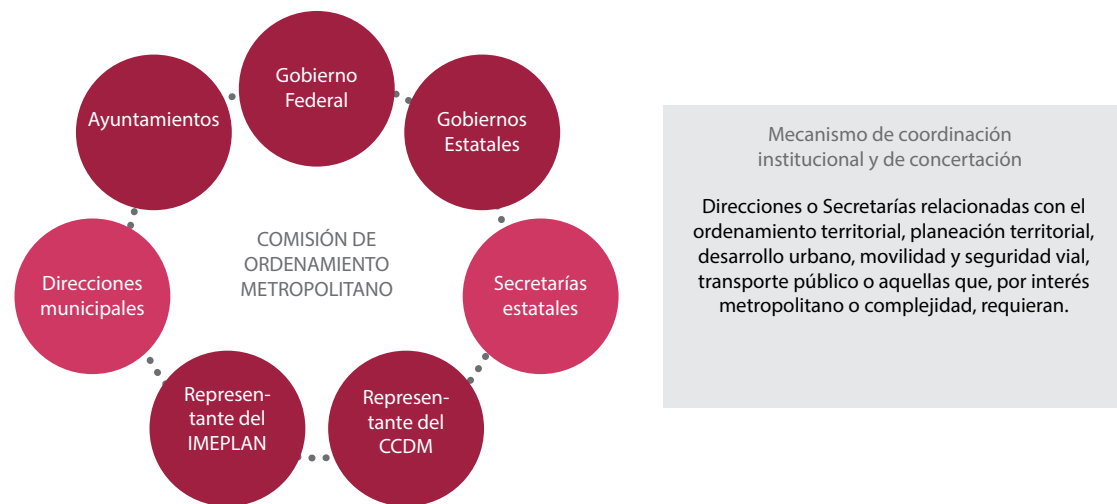 Gobierno
Federal
Gobiernos
Estatales
Secretarías
estatales
Represen-
tante del
CCDM
Represen-
tante del
IMEPLAN
Direcciones
municipales
Ayuntamientos
COMISIÓN DE
ORDENAMIENTO
METROPOLITANO
Mecanismo de coordinación
institucional y de concertación
Direcciones o Secretarías relacionadas con el
ordenamiento territorial, planeación territorial,
desarrollo urbano, movilidad y seguridad vial,
transporte público o aquellas que, por interés
metropolitano o complejidad, requieran.